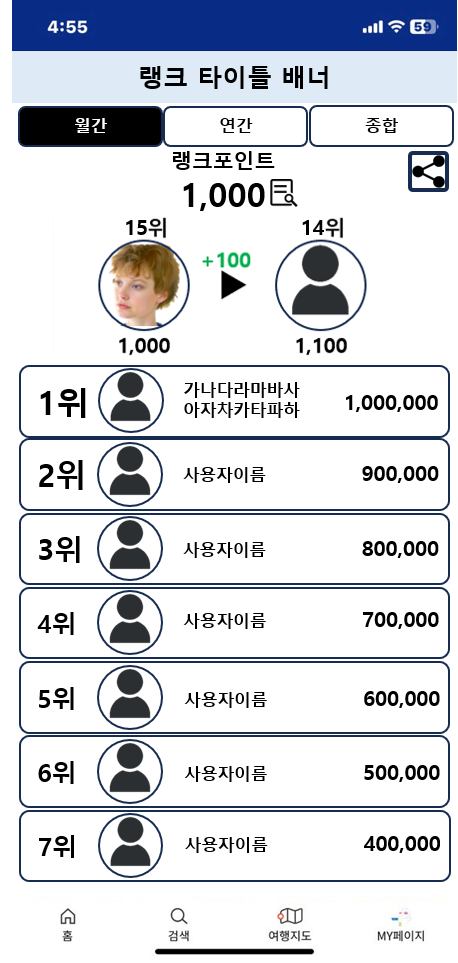 4:55
59
랭크 타이틀 배너
월간 연간 종합
랭크포인트
1,000
15위 14위
+100
1,000 1,100
1위 가나다라마바사
아자차카타파하 1,000,000
2위 사용자이름 900,000
3위 사용자이름 800,000
4위 사용자이름 700,000
5위 사용자이름 600,000
6위 사용자이름 500,000
7위 사용자이름 400,000
홈 검색 여행지도 MY페이지